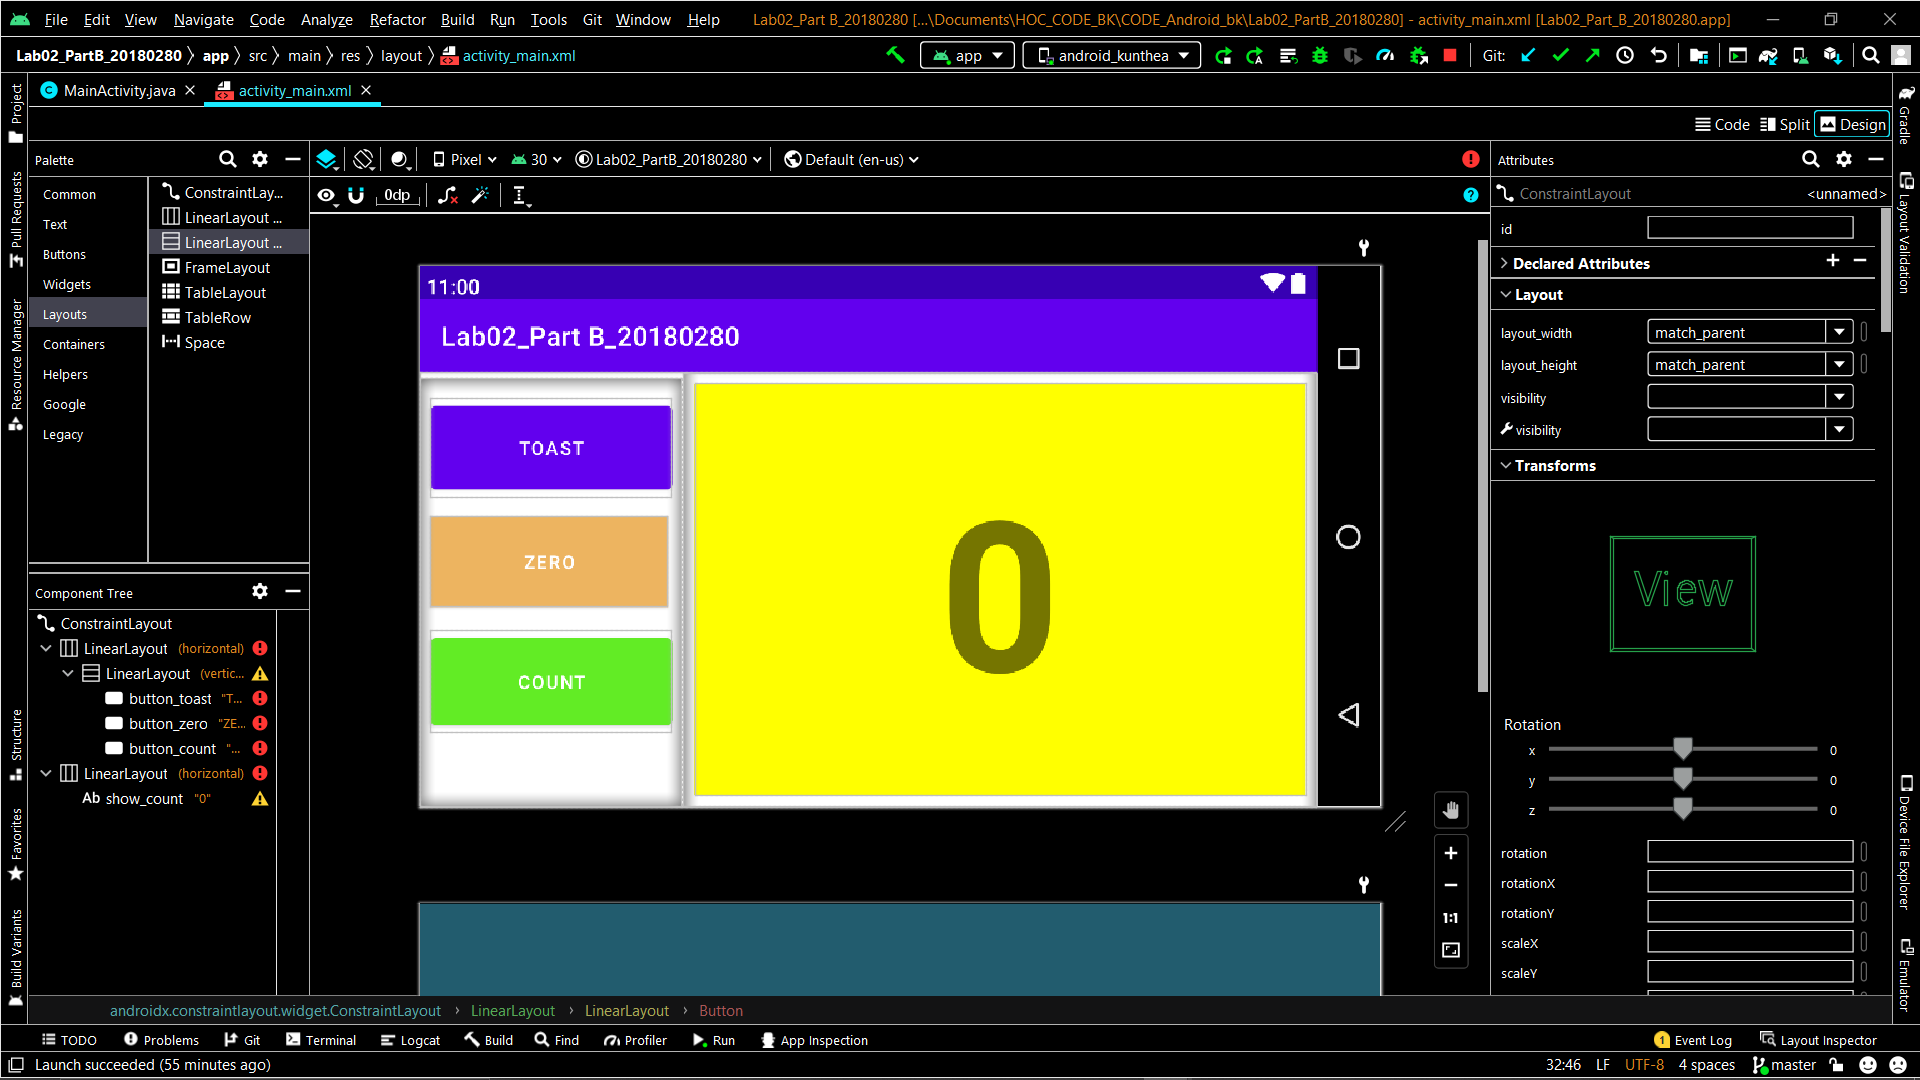 File Edit View Navigate Code Analyze Refactor Build Run Tools Git Window Help Lab02_Part B_20180280 [...\Documents\HOC_CODE_BK\CODE_Android_bk\Lab02_PartB_20180280] - activity_main.xml [Lab02_Part_B_20180280.app]
Lab02_PartB_20180280 app src main res layout activity_main.xml app android_kunthea Git:
MainActivity.java activity_main.xml
Code Split Design
Palette Pixel 30 Lab02_PartB_20180280 Default (en-us) Attributes
0dp ConstraintLayout <unnamed>
Common
Text
Buttons
Widgets
Layouts
Containers
Helpers
Google
Legacy
ConstraintLay...
LinearLayout ...
LinearLayout ...
FrameLayout
TableLayout
TableRow
Space
Component Tree
ConstraintLayout
LinearLayout (horizontal)
LinearLayout (vertic...
button_toast "T...
button_zero "ZE...
button_count "...
LinearLayout (horizontal)
Ab show_count "0"
11:00
Lab02_Part B_20180280
TOAST
ZERO
COUNT
0
1:1
id
Declared Attributes
Layout
layout_width match_parent
layout_height match_parent
visibility
visibility
Transforms
View
Rotation
x 0
y 0
z 0
rotation
rotationX
rotationY
scaleX
scaleY
Project
Pull Requests
Resource Manager
Structure
Favorites
Build Variants
Gradle
Layout Validation
Device File Explorer
Emulator
androidx.constraintlayout.widget.ConstraintLayout LinearLayout LinearLayout Button
TODO Problems Git Terminal Logcat Build Find Profiler Run App Inspection 1 Event Log Layout Inspector
Launch succeeded (55 minutes ago) 32:46 LF UTF-8 4 spaces master